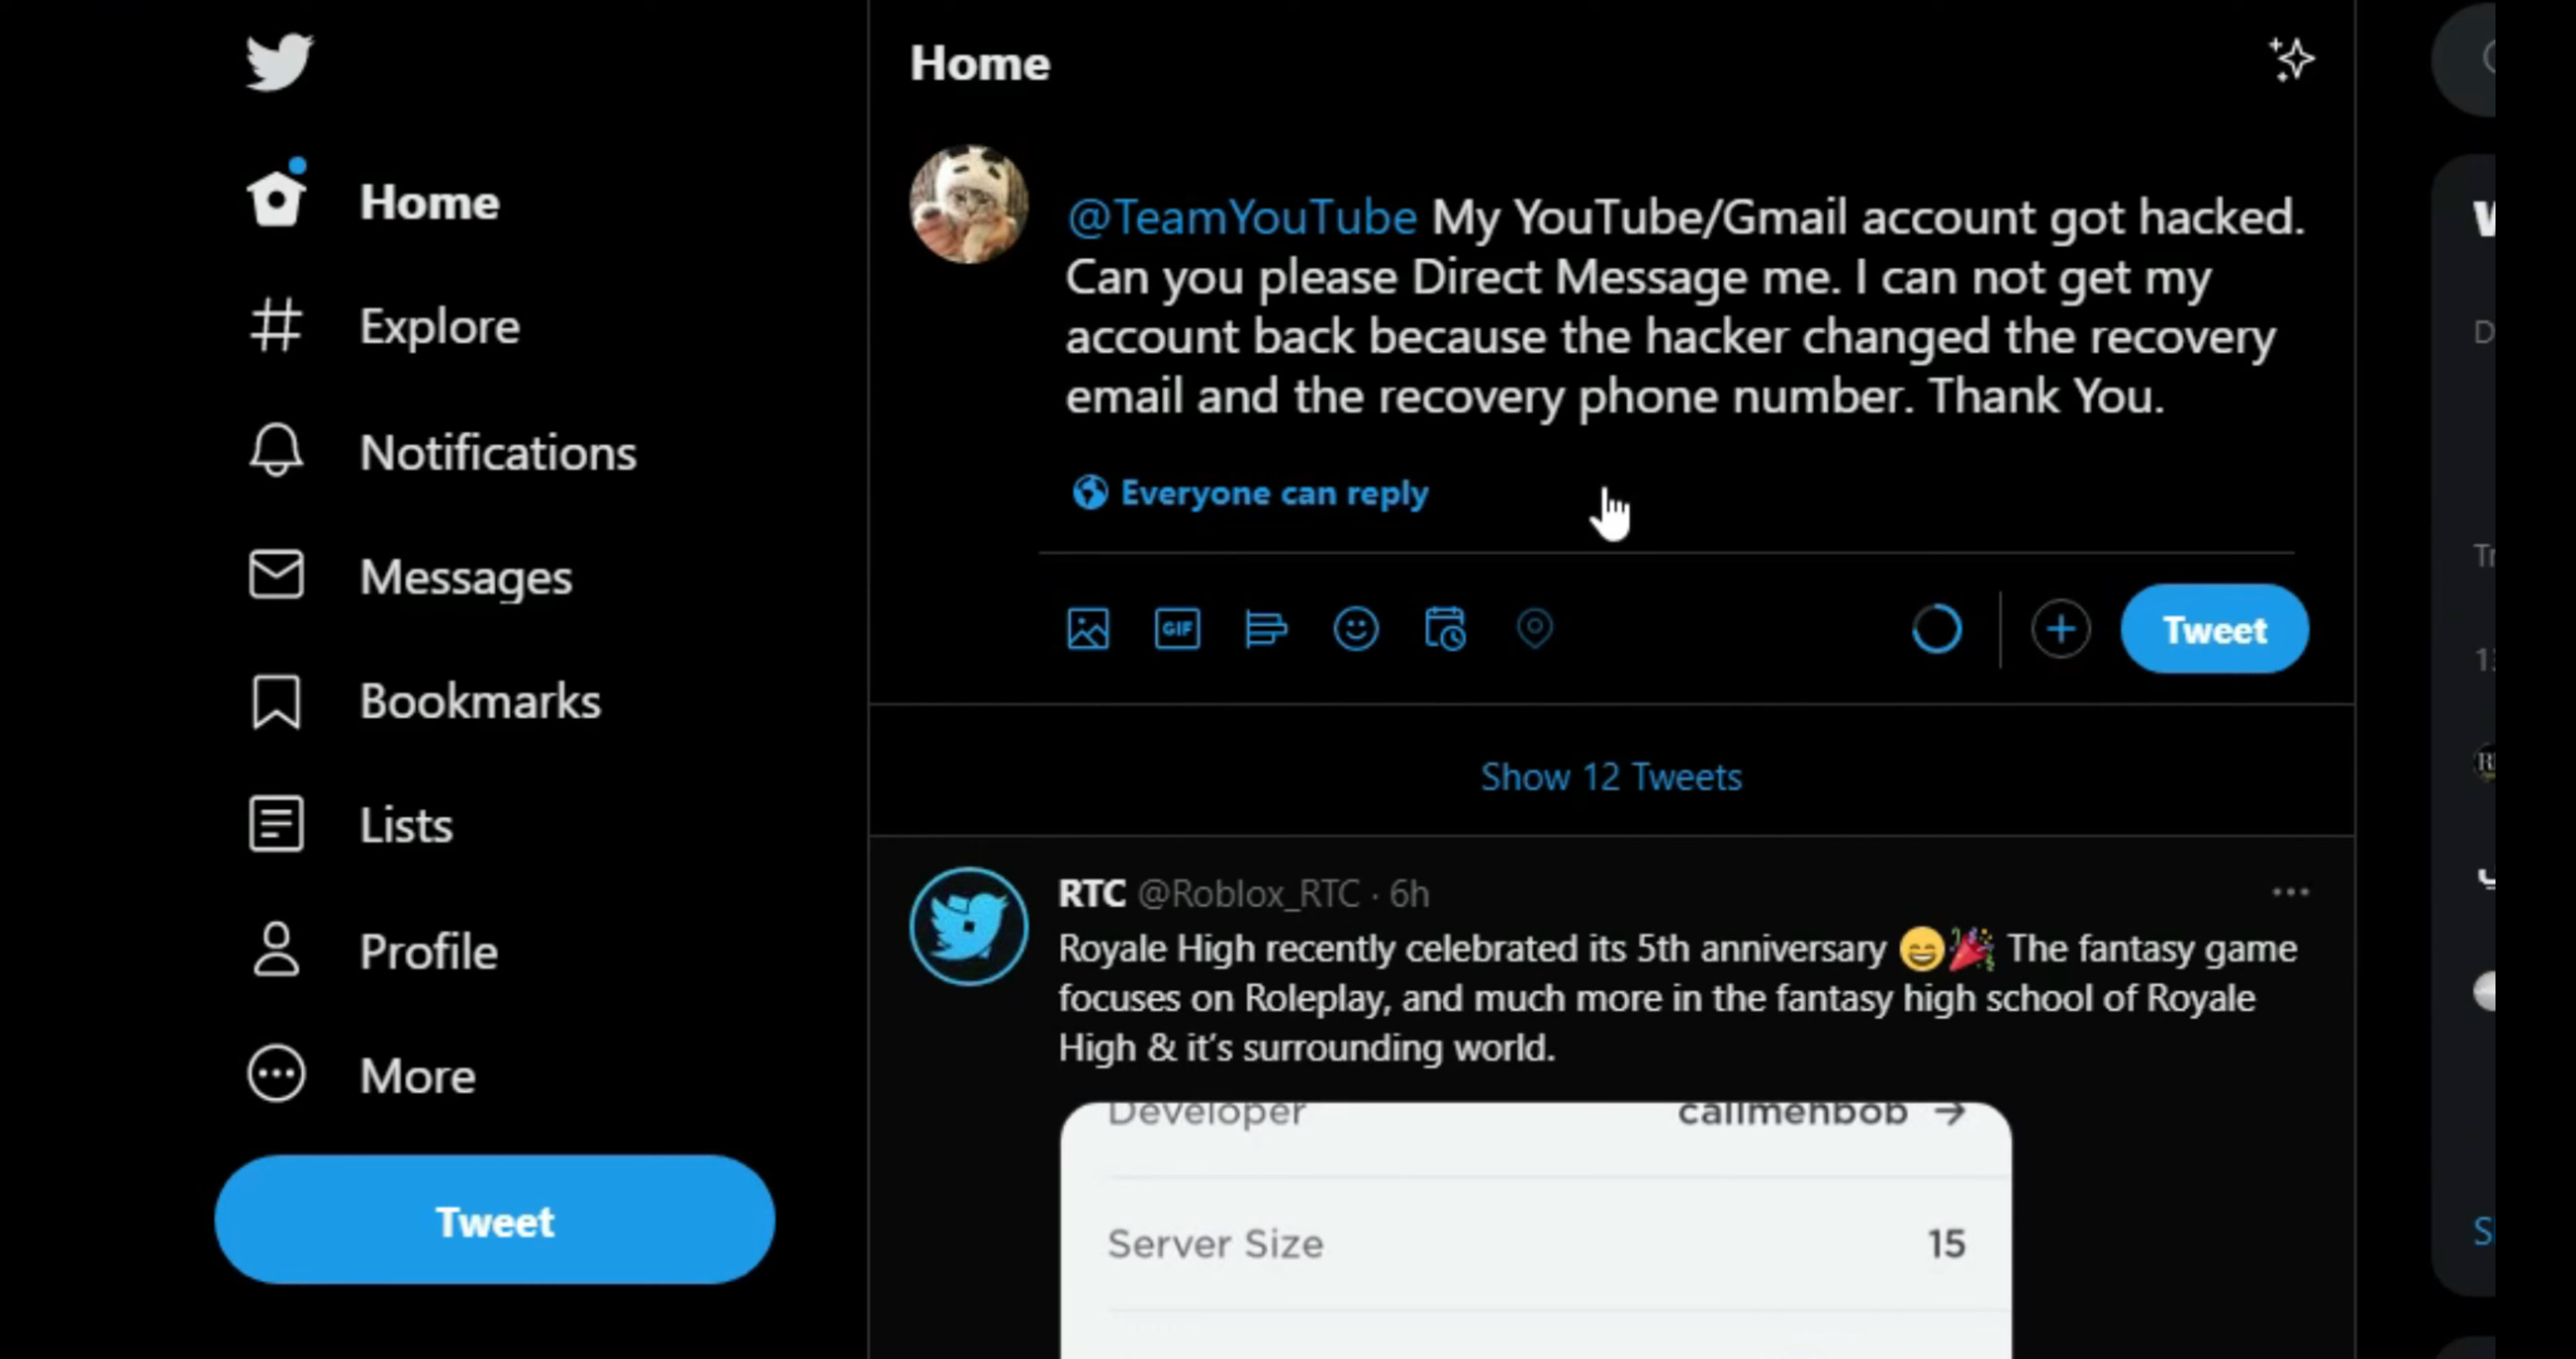 Home
Home
Explore
Notifications
Messages
Bookmarks
Lists
Profile
More
Tweet
@TeamYouTube My YouTube/Gmail account got hacked.
Can you please Direct Message me. I can not get my
account back because the hacker changed the recovery
email and the recovery phone number. Thank You.
Everyone can reply
GIF
Tweet
Show 12 Tweets
RTC @Roblox_RTC · 6h
Royale High recently celebrated its 5th anniversary 😄🎉 The fantasy game
focuses on Roleplay, and much more in the fantasy high school of Royale
High & it's surrounding world.
Developer callmehbob →
Server Size 15